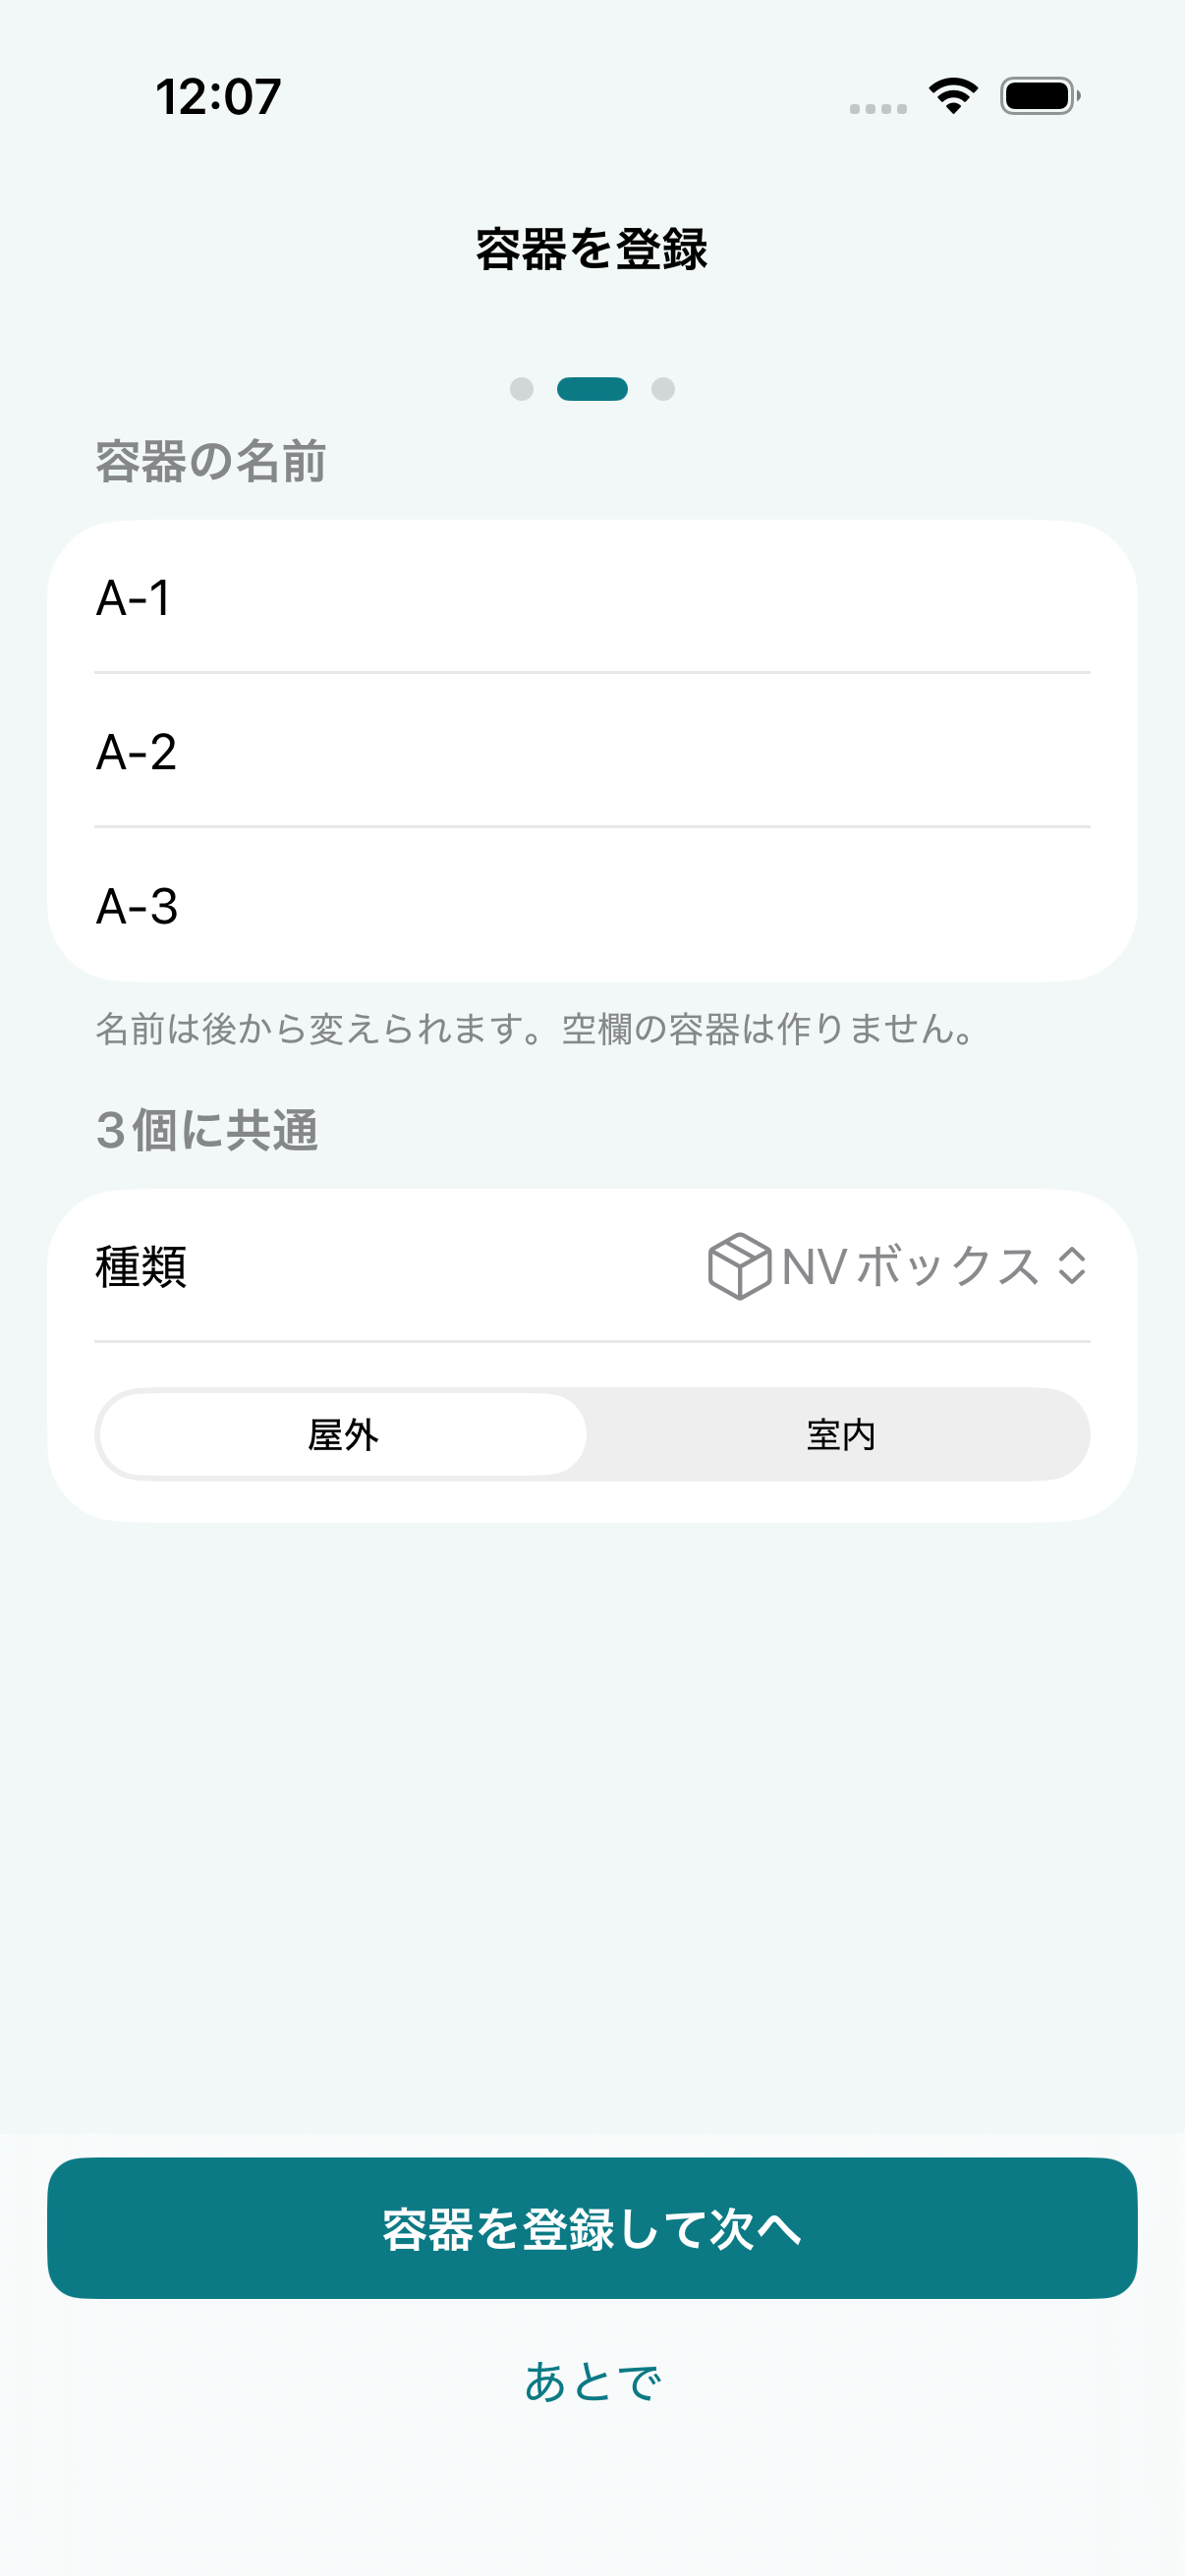 12:07
容器を登録
容器の名前
A-1
A-2
A-3
名前は後から変えられます。空欄の容器は作りません。
3個に共通
種類 NVボックス
屋外 室内
容器を登録して次へ
あとで